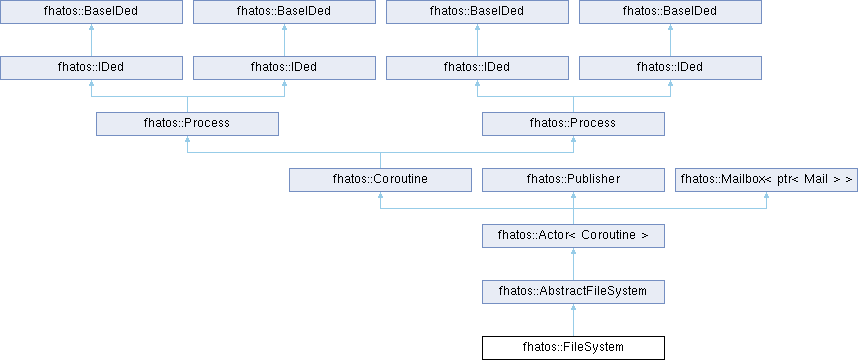 fhatos::BaseIDed
fhatos::BaseIDed
fhatos::BaseIDed
fhatos::BaseIDed
fhatos::IDed
fhatos::IDed
fhatos::IDed
fhatos::IDed
fhatos::Process
fhatos::Process
fhatos::Coroutine
fhatos::Publisher
fhatos::Mailbox< ptr< Mail > >
fhatos::Actor< Coroutine >
fhatos::AbstractFileSystem
fhatos::FileSystem